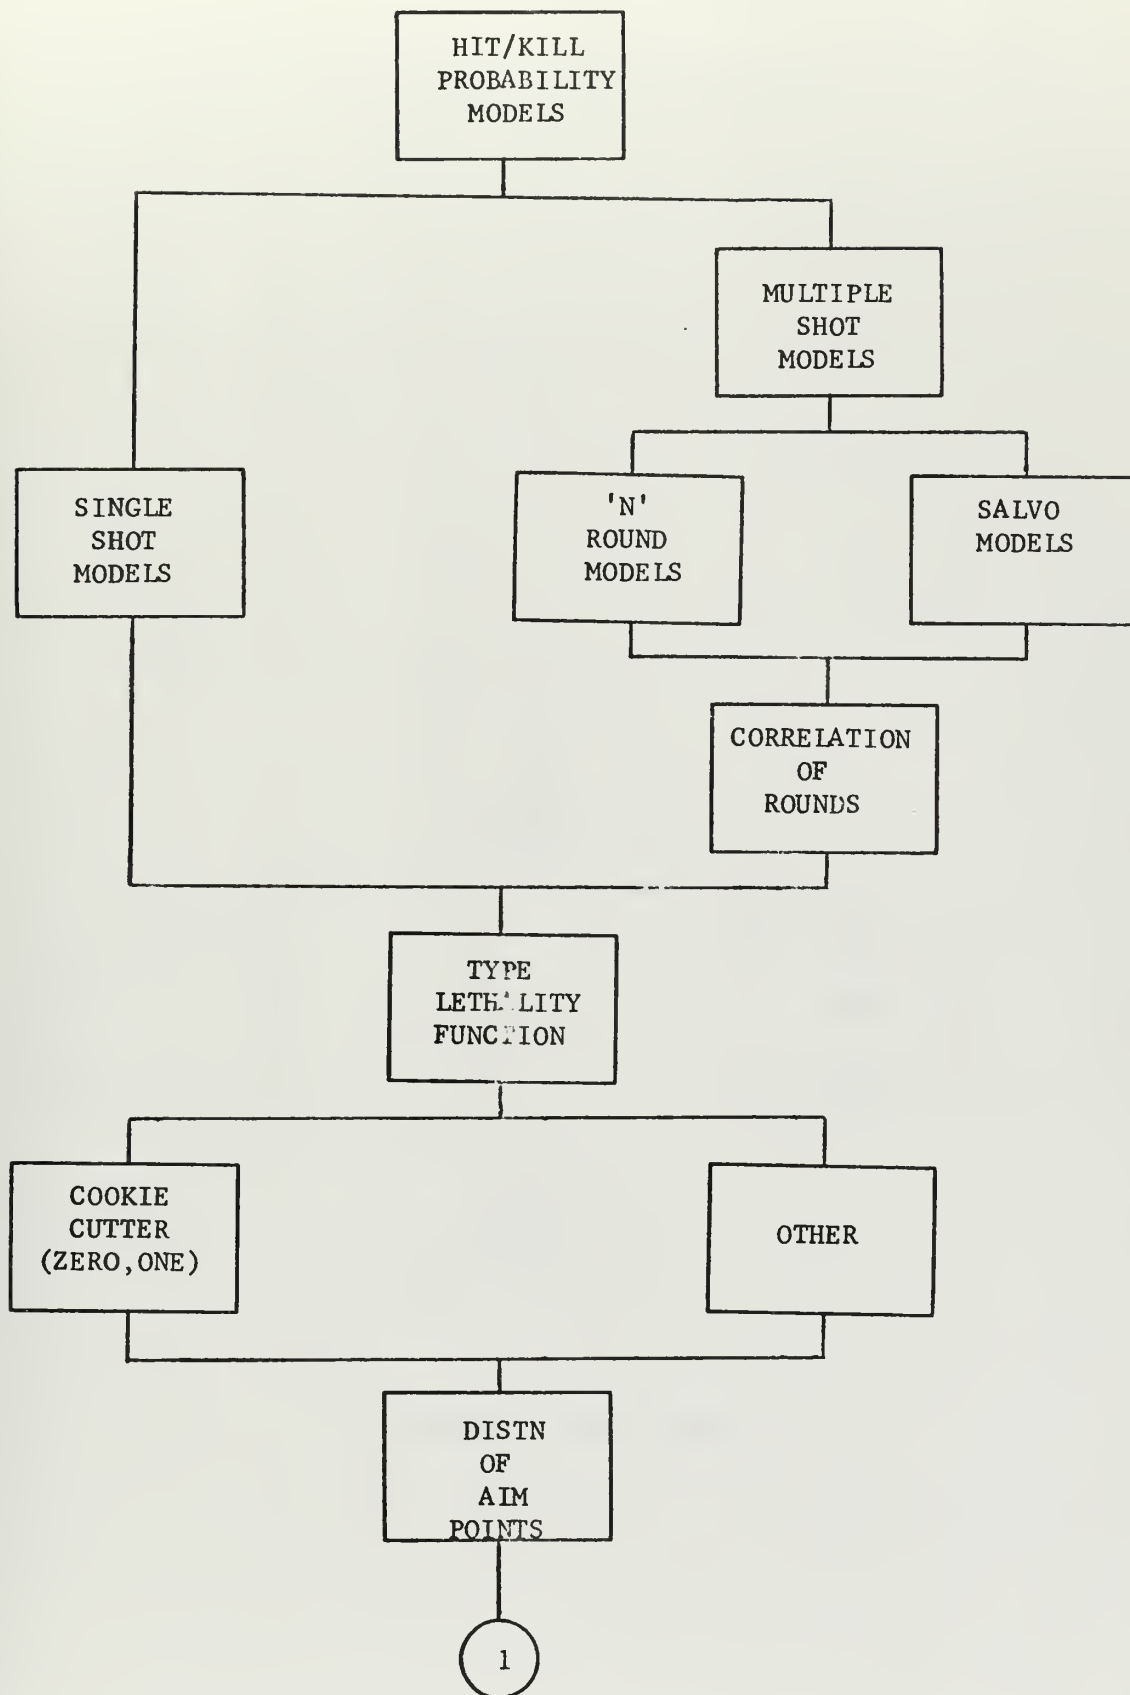 HIT/KILL
PROBABILITY
MODELS
MULTIPLE
SHOT
MODELS
SINGLE
SHOT
MODELS
'N'
ROUND
MODELS
SALVO
MODELS
CORRELATION
OF
ROUNDS
TYPE
LETHALITY
FUNCTION
COOKIE
CUTTER
(ZERO,ONE)
OTHER
DISTN
OF
AIM
POINTS
1